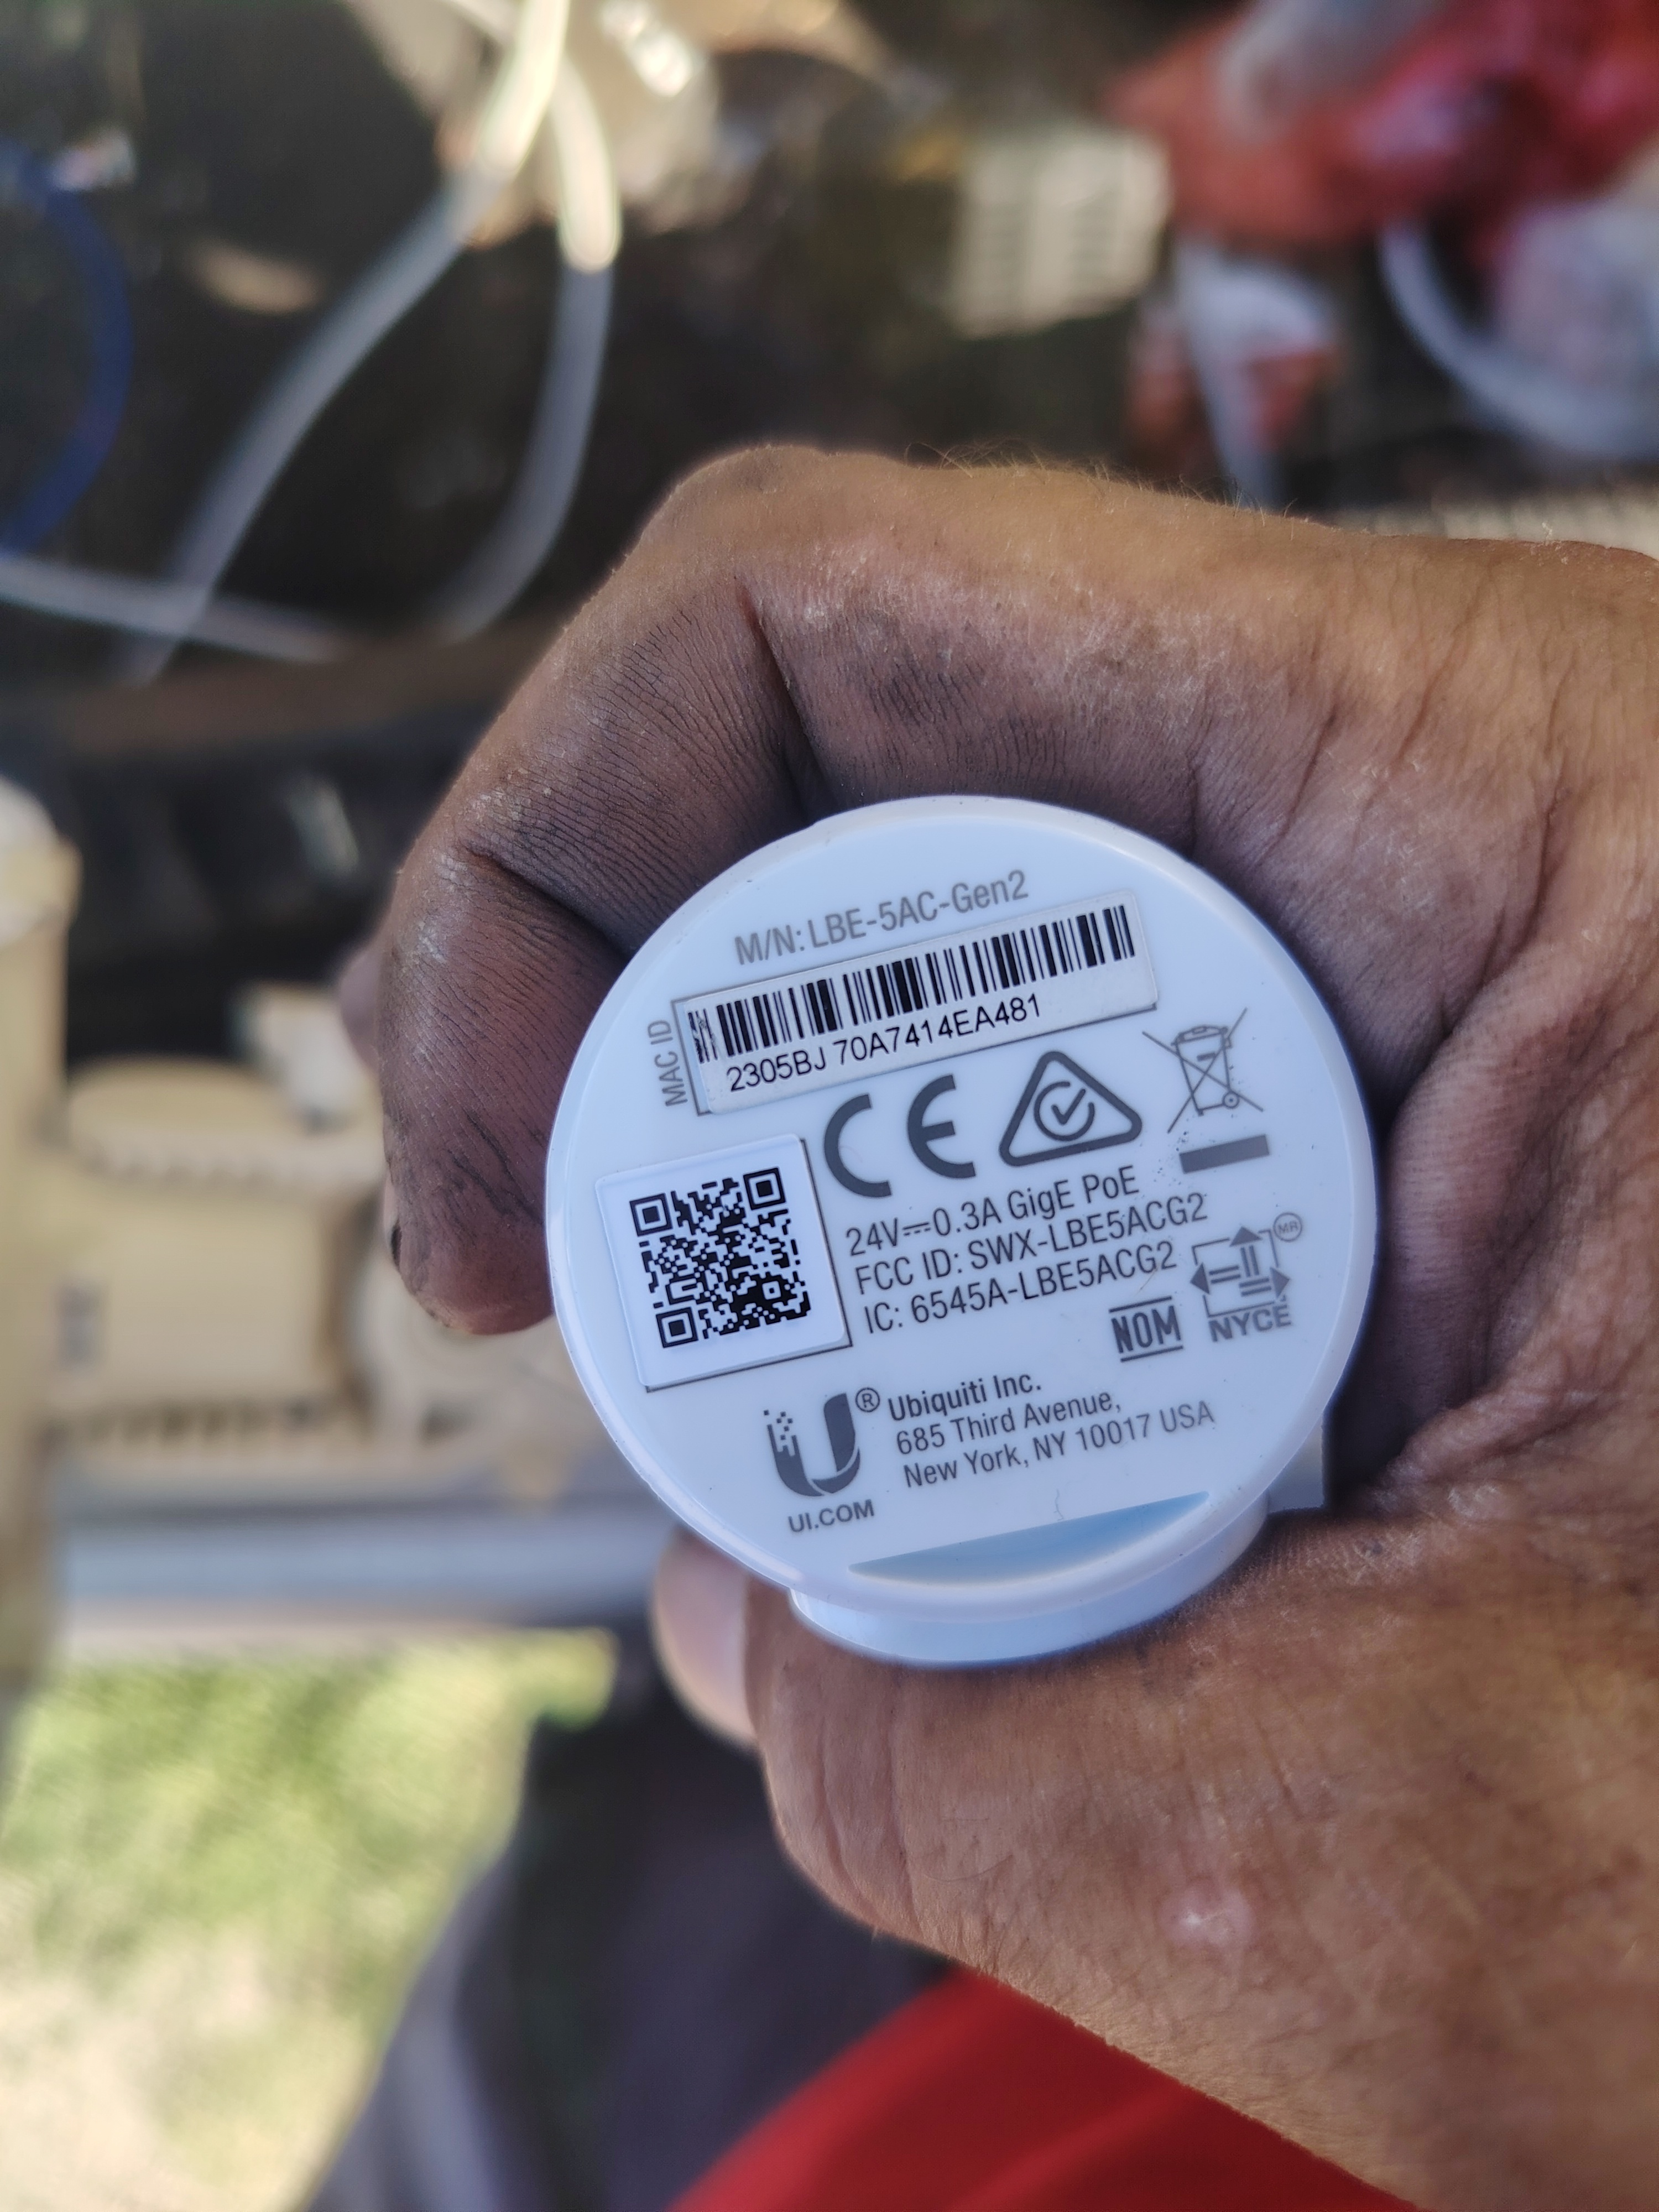 M/N: LBE-5AC-Gen2
MAC ID
2305BJ 70A7414EA481
24V⎓0.3A GigE PoE
FCC ID: SWX-LBE5ACG2
IC: 6545A-LBE5ACG2
MR
NOM
NYCE
® Ubiquiti Inc.
685 Third Avenue,
New York, NY 10017 USA
UI.COM